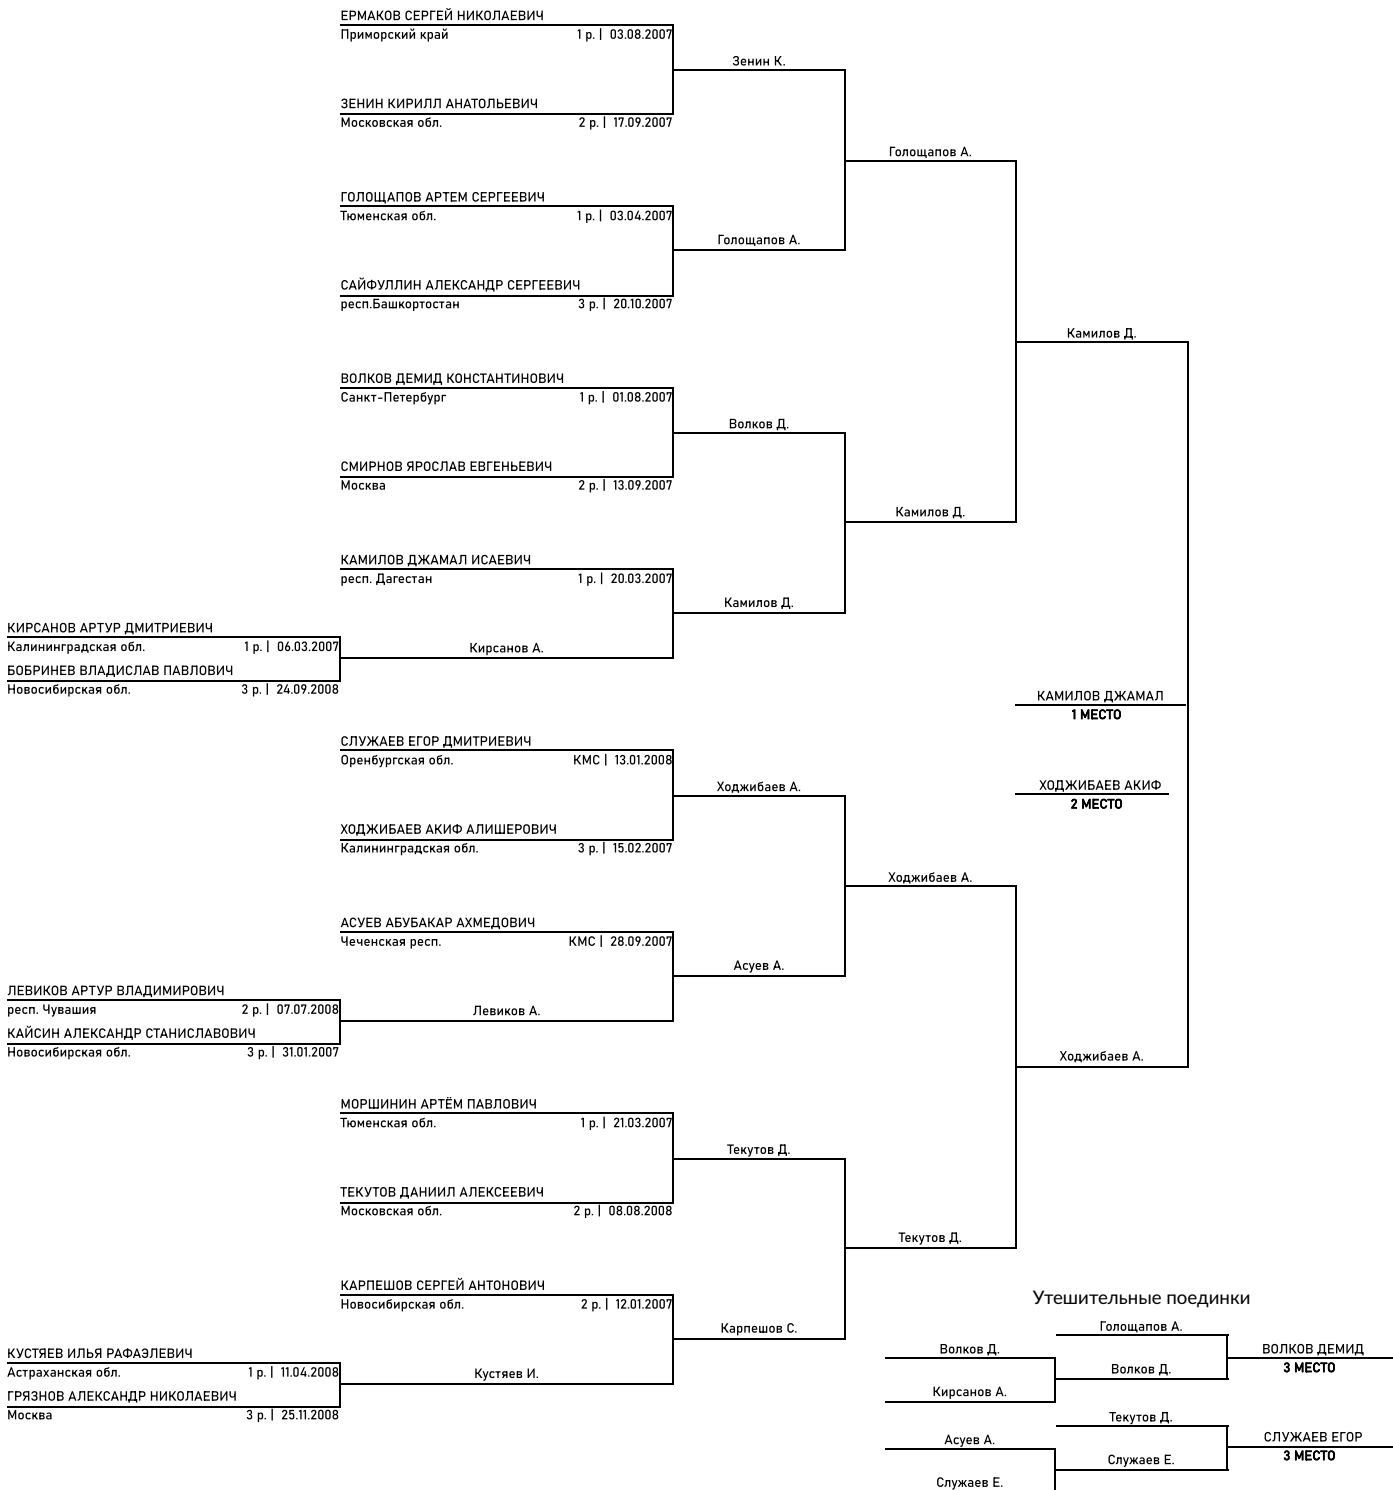 ЕРМАКОВ СЕРГЕЙ НИКОЛАЕВИЧ
Приморский край 1 р. | 03.08.2007
Зенин К.
ЗЕНИН КИРИЛЛ АНАТОЛЬЕВИЧ
Московская обл. 2 р. | 17.09.2007
Голощапов А.
ГОЛОЩАПОВ АРТЕМ СЕРГЕЕВИЧ
Тюменская обл. 1 р. | 03.04.2007
Голощапов А.
САЙФУЛЛИН АЛЕКСАНДР СЕРГЕЕВИЧ
респ.Башкортостан 3 р. | 20.10.2007
Камилов Д.
ВОЛКОВ ДЕМИД КОНСТАНТИНОВИЧ
Санкт-Петербург 1 р. | 01.08.2007
Волков Д.
СМИРНОВ ЯРОСЛАВ ЕВГЕНЬЕВИЧ
Москва 2 р. | 13.09.2007
Камилов Д.
КАМИЛОВ ДЖАМАЛ ИСАЕВИЧ
респ. Дагестан 1 р. | 20.03.2007
Камилов Д.
КИРСАНОВ АРТУР ДМИТРИЕВИЧ
Калининградская обл. 1 р. | 06.03.2007
Кирсанов А.
БОБРИНЕВ ВЛАДИСЛАВ ПАВЛОВИЧ
Новосибирская обл. 3 р. | 24.09.2008
КАМИЛОВ ДЖАМАЛ
1 МЕСТО
СЛУЖАЕВ ЕГОР ДМИТРИЕВИЧ
Оренбургская обл. КМС | 13.01.2008
Ходжибаев А.
ХОДЖИБАЕВ АКИФ
2 МЕСТО
ХОДЖИБАЕВ АКИФ АЛИШЕРОВИЧ
Калининградская обл. 3 р. | 15.02.2007
Ходжибаев А.
АСУЕВ АБУБАКАР АХМЕДОВИЧ
Чеченская респ. КМС | 28.09.2007
Асуев А.
ЛЕВИКОВ АРТУР ВЛАДИМИРОВИЧ
респ. Чувашия 2 р. | 07.07.2008
Левиков А.
КАЙСИН АЛЕКСАНДР СТАНИСЛАВОВИЧ
Новосибирская обл. 3 р. | 31.01.2007
Ходжибаев А.
МОРШИНИН АРТЁМ ПАВЛОВИЧ
Тюменская обл. 1 р. | 21.03.2007
Текутов Д.
ТЕКУТОВ ДАНИИЛ АЛЕКСЕЕВИЧ
Московская обл. 2 р. | 08.08.2008
Текутов Д.
КАРПЕШОВ СЕРГЕЙ АНТОНОВИЧ
Новосибирская обл. 2 р. | 12.01.2007
Карпешов С.
КУСТЯЕВ ИЛЬЯ РАФАЭЛЕВИЧ
Астраханская обл. 1 р. | 11.04.2008
Кустяев И.
ГРЯЗНОВ АЛЕКСАНДР НИКОЛАЕВИЧ
Москва 3 р. | 25.11.2008
Утешительные поединки
Голощапов А.
Волков Д.
ВОЛКОВ ДЕМИД
3 МЕСТО
Волков Д.
Кирсанов А.
Текутов Д.
Асуев А.
СЛУЖАЕВ ЕГОР
3 МЕСТО
Служаев Е.
Служаев Е.